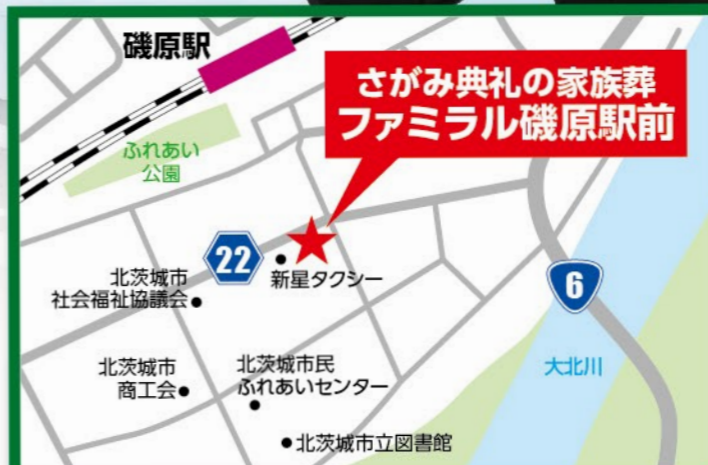 磯原駅
さがみ典礼の家族葬
ファミラル磯原駅前
ふれあい
公園
22
新星タクシー
北茨城市
社会福祉協議会
6
北茨城市
商工会
北茨城市民
ふれあいセンター
大北川
北茨城市立図書館